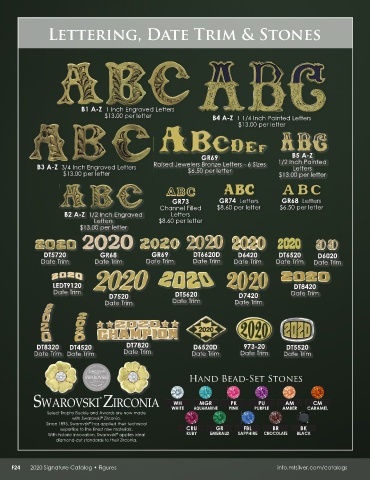 LETTERING, DATE TRIM & STONES
ABC
ABC
B1 A-Z 1 Inch Engraved Letters
$13.00 per letter
B4 A-Z 1 1/4 Inch Painted Letters
$13.00 per letter
ABC
ABCDEF
ABC
B3 A-Z 3/4 Inch Engraved Letters
$13.00 per letter
GR69
Raised Jewelers Bronze Letters - 6 Sizes
$6.50 per letter
B5 A-Z
1/2 Inch Painted
Letters
$13.00 per letter
ABC
ABC
ABC
ABC
B2 A-Z 1/2 Inch Engraved
Letters
$13.00 per letter
GR73
Channel Filled
Letters
$8.60 per letter
GR74 Letters
$8.60 per letter
GR68 Letters
$6.50 per letter
2020 2020 2020 2020 2020 2020 20
DT5720
Date Trim
GR68
Date Trim
GR69
Date Trim
DT6620D
Date Trim
D6420
Date Trim
DT6520
Date Trim
D6020
Date Trim
2020 2020 2020 2020 2020
LEDT9120
Date Trim
D7520
Date Trim
DT5620
Date Trim
D7420
Date Trim
DT8420
Date Trim
2020
2020
2020
CHAMPION
2020 2020 2020
DT8320
Date Trim
DT4520
Date Trim
DT7820
Date Trim
D6520D
Date Trim
973-20
Date Trim
DT5520
Date Trim
SWAROVSKI ZIRCONIA
Select Trophy Buckle and Awards are now made
with Swarovski Zirconia.
Since 1895, Swarovski has applied their technical
expertise to the finest raw materials.
With historic innovation, Swarovski applies ideal
diamond-cut standards to their Zirconia.
HAND BEAD-SET STONES
WH
WHITE
MGR
AQUAMARINE
PK
PINK
PU
PURPLE
AM
AMBER
CM
CARAMEL
CRU
RUBY
GR
EMERALD
FBL
SAPPHIRE
BR
CHOCOLATE
BK
BLACK
F24 2020 Signature Catalog • Figures
info.mtsilver.com/catalogs